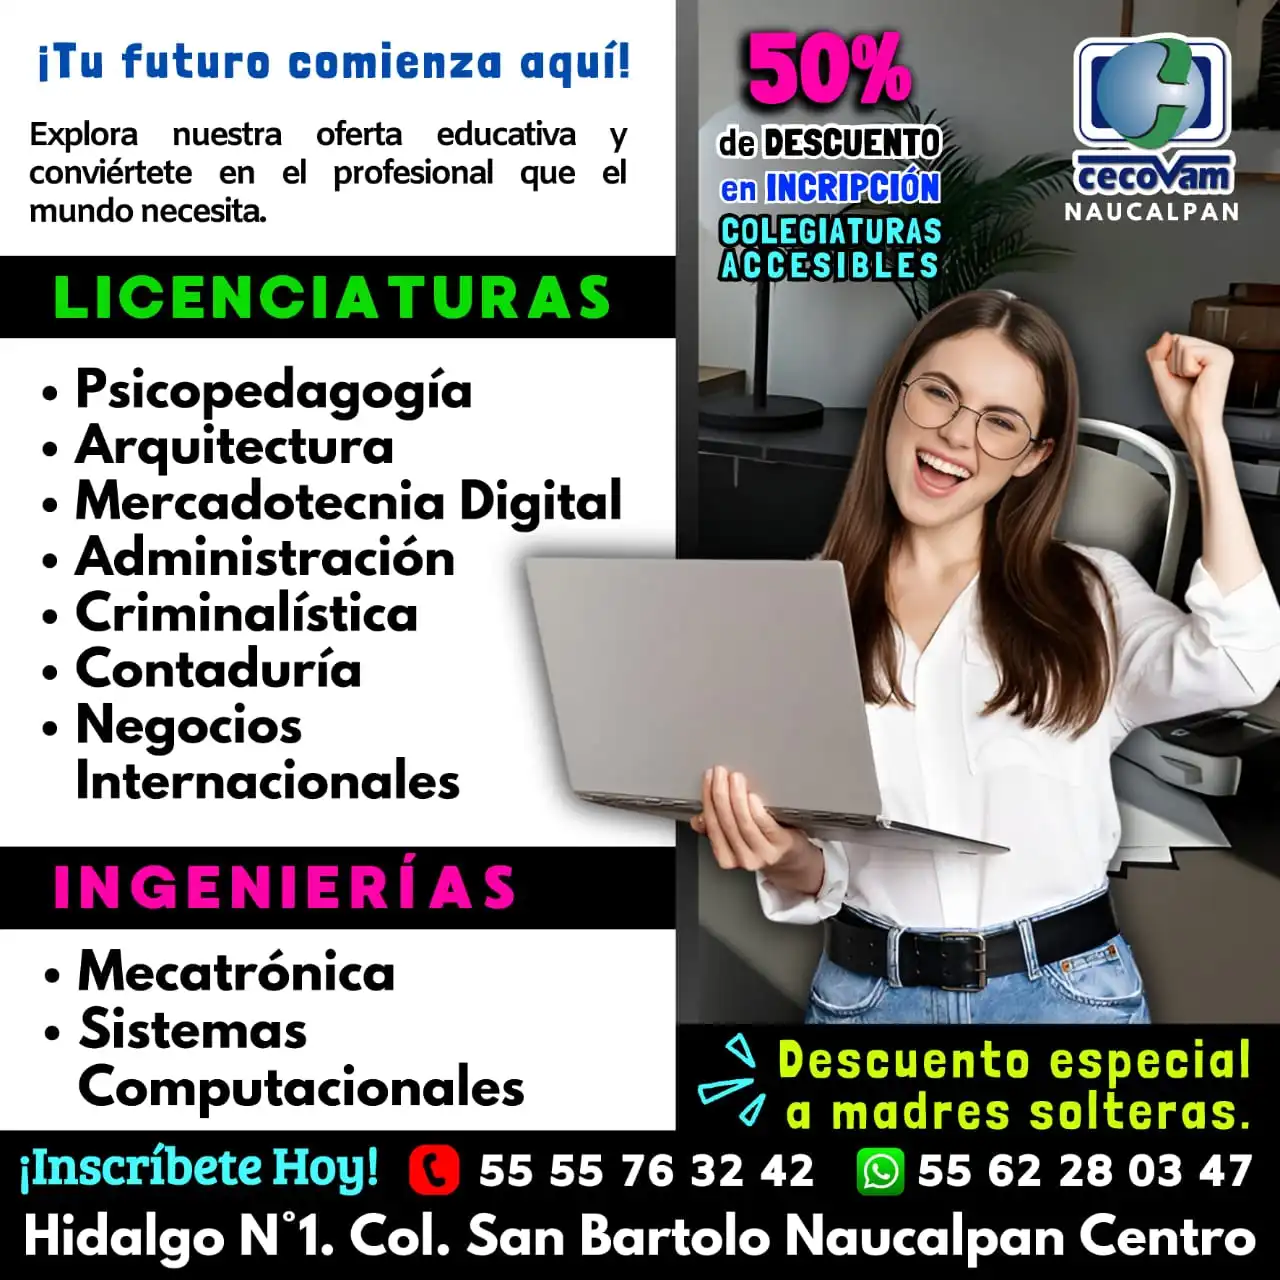 ¡Tu futuro comienza aquí!
Explora nuestra oferta educativa y
conviértete en el profesional que el
mundo necesita.
LICENCIATURAS
• Psicopedagogía
• Arquitectura
• Mercadotecnia Digital
• Administración
• Criminalística
• Contaduría
• Negocios
Internacionales
INGENIERÍAS
• Mecatrónica
• Sistemas
Computacionales
50%
de DESCUENTO
en INCRIPCIÓN
COLEGIATURAS
ACCESIBLES
cecovam
NAUCALPAN
Descuento especial
a madres solteras.
¡Inscríbete Hoy! 55 55 76 32 42 55 62 28 03 47
Hidalgo N°1. Col. San Bartolo Naucalpan Centro